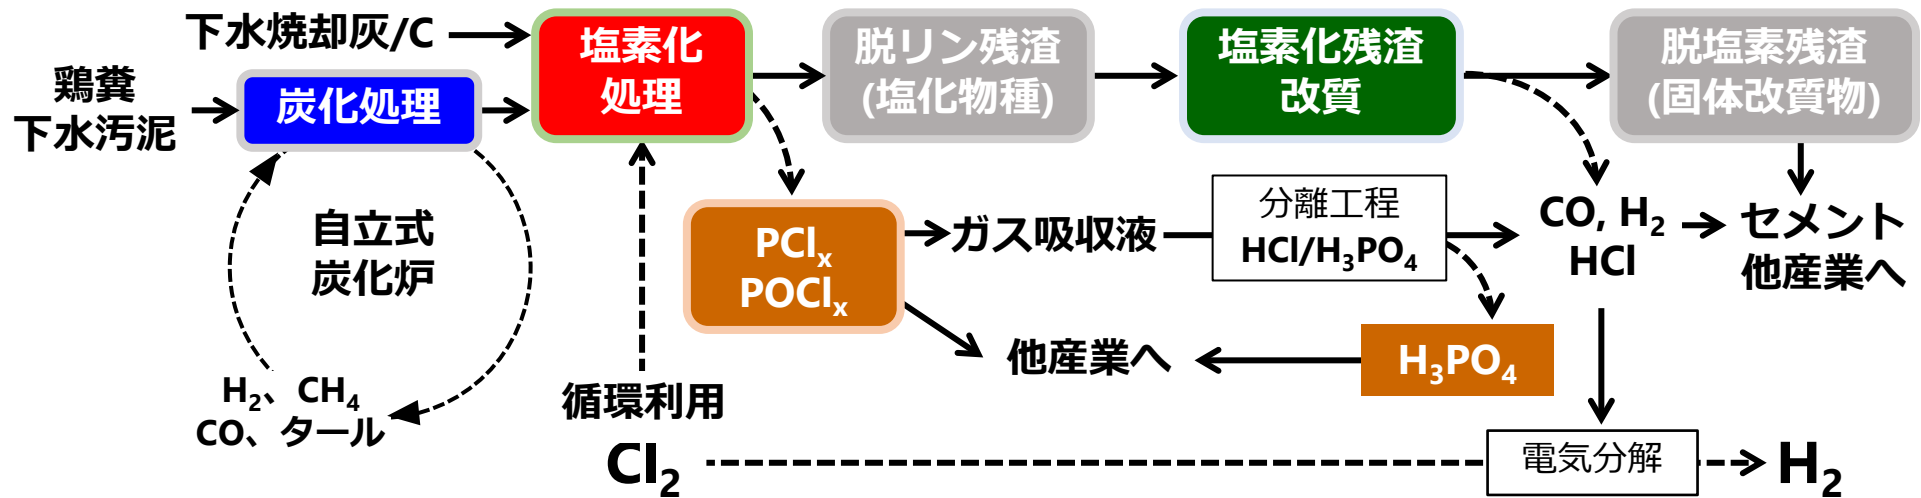 下水焼却灰/C
鶏糞
下水汚泥
炭化処理
塩素化
処理
脱リン残渣
(塩化物種)
塩素化残渣
改質
脱塩素残渣
(固体改質物)
自立式
炭化炉
H₂、CH₄
CO、タール
PClₓ
POClₓ
ガス吸収液
分離工程
HCl/H₃PO₄
CO, H₂
HCl
セメント
他産業へ
他産業へ
H₃PO₄
循環利用
Cl₂
電気分解
H₂